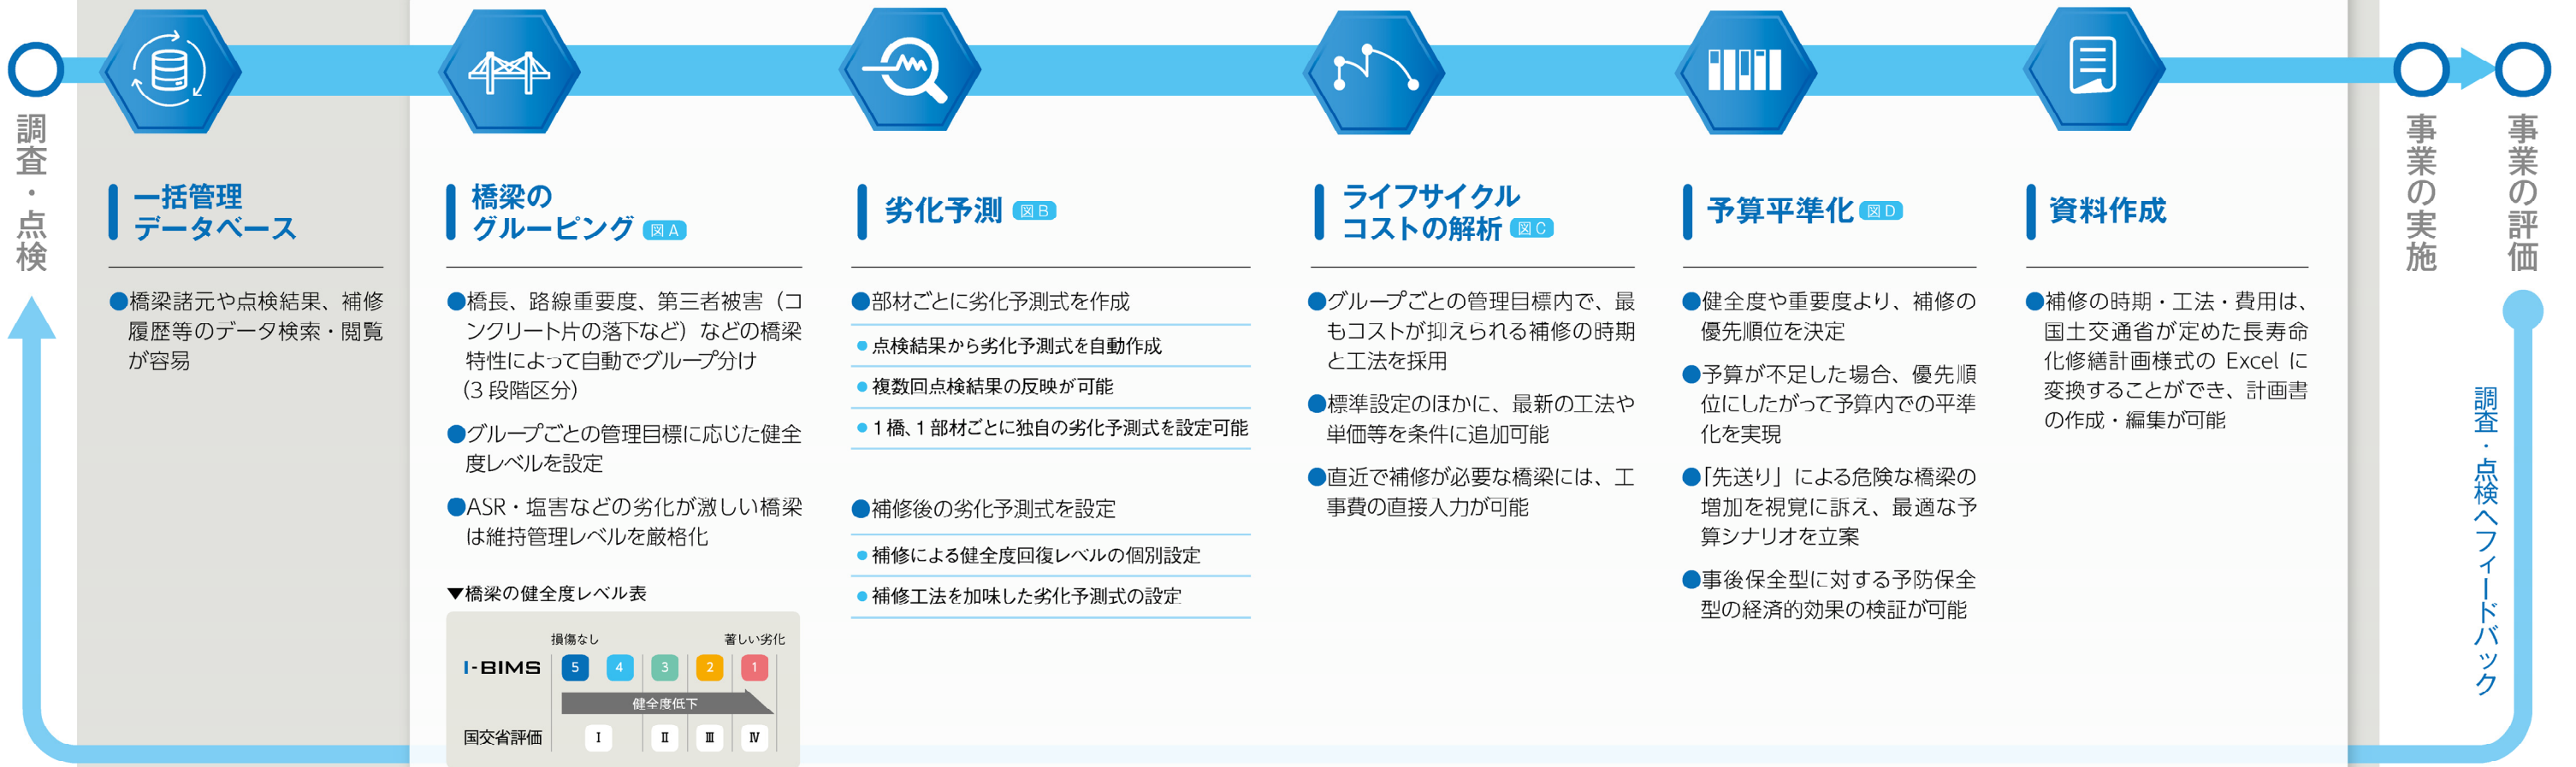 調査・点検
一括管理
データベース
●橋梁諸元や点検結果、補修
履歴等のデータ検索・閲覧
が容易
橋梁の
グルーピング 図A
●橋長、路線重要度、第三者被害（コ
ンクリート片の落下など）などの橋梁
特性によって自動でグループ分け
（3 段階区分）
●グループごとの管理目標に応じた健全
度レベルを設定
●ASR・塩害などの劣化が激しい橋梁
は維持管理レベルを厳格化
▼橋梁の健全度レベル表
損傷なし 著しい劣化
I-BIMS 5 4 3 2 1
健全度低下
国交省評価 Ⅰ Ⅱ Ⅲ Ⅳ
劣化予測 図B
●部材ごとに劣化予測式を作成
●点検結果から劣化予測式を自動作成
●複数回点検結果の反映が可能
●1橋、1部材ごとに独自の劣化予測式を設定可能
●補修後の劣化予測式を設定
●補修による健全度回復レベルの個別設定
●補修工法を加味した劣化予測式の設定
ライフサイクル
コストの解析 図C
●グループごとの管理目標内で、最
もコストが抑えられる補修の時期
と工法を採用
●標準設定のほかに、最新の工法や
単価等を条件に追加可能
●直近で補修が必要な橋梁には、工
事費の直接入力が可能
予算平準化 図D
●健全度や重要度より、補修の
優先順位を決定
●予算が不足した場合、優先順
位にしたがって予算内での平準
化を実現
●「先送り」による危険な橋梁の
増加を視覚に訴え、最適な予
算シナリオを立案
●事後保全型に対する予防保全
型の経済的効果の検証が可能
資料作成
●補修の時期・工法・費用は、
国土交通省が定めた長寿命
化修繕計画様式の Excel に
変換することができ、計画書
の作成・編集が可能
事業の実施
事業の評価
調査・点検へフィードバック